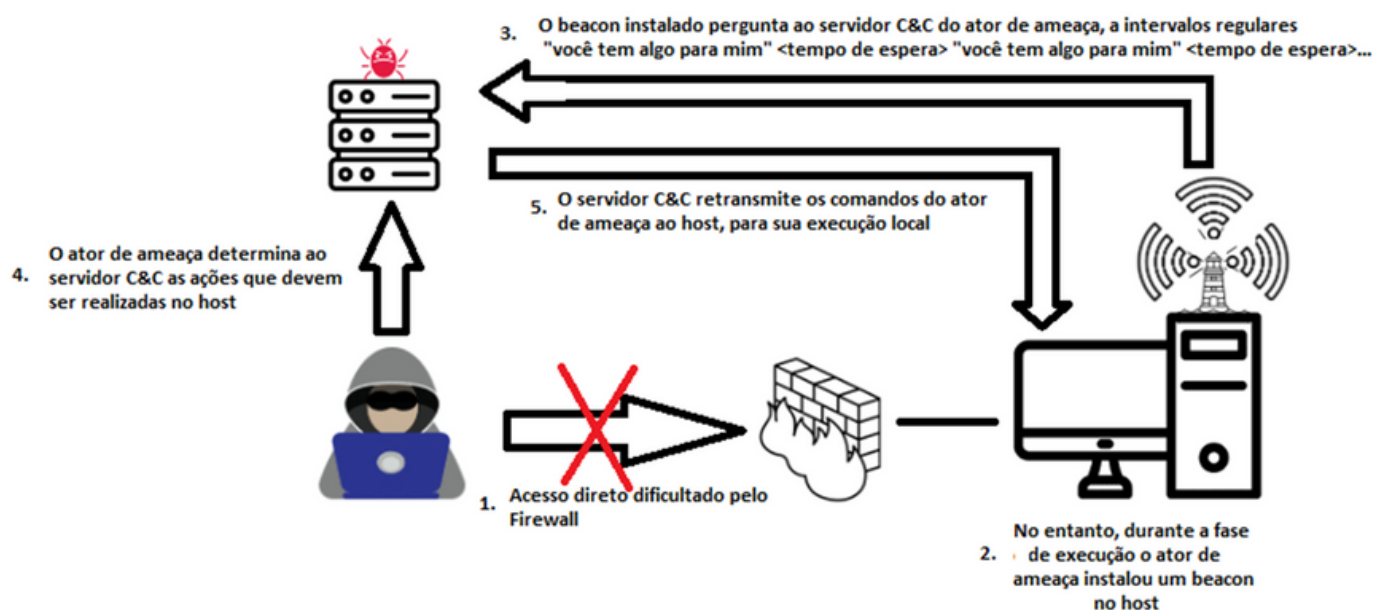 3. O beacon instalado pergunta ao servidor C&C do ator de ameaça, a intervalos regulares
"você tem algo para mim" <tempo de espera> "você tem algo para mim" <tempo de espera>...
5. O servidor C&C retransmite os comandos do ator
de ameaça ao host, para sua execução local
O ator de ameaça determina ao
4. servidor C&C as ações que devem
ser realizadas no host
1. Acesso direto dificultado pelo
Firewall
No entanto, durante a fase
2. de execução o ator de
ameaça instalou um beacon
no host